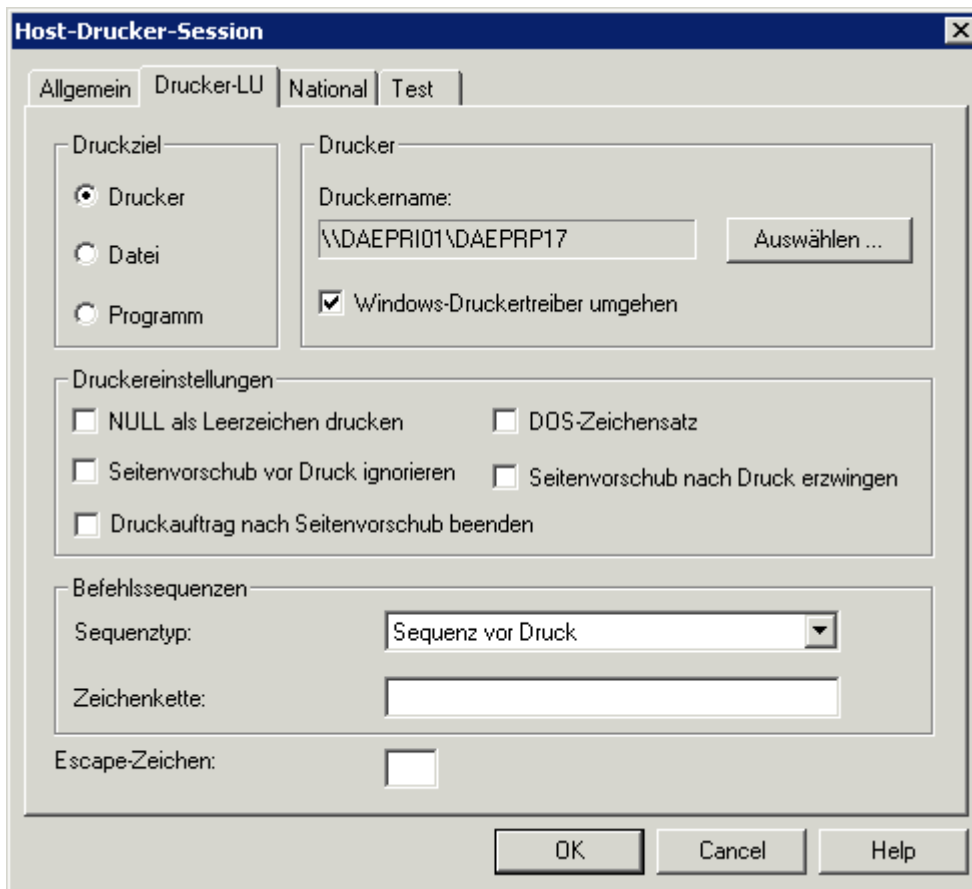 Host-Drucker-Session
Allgemein Drucker-LU National Test
Druckziel
Drucker
Datei
Programm
Drucker
Druckername:
\\DAEPRI01\DAEPRP17
Auswählen ...
Windows-Druckertreiber umgehen
Druckereinstellungen
NULL als Leerzeichen drucken
DOS-Zeichensatz
Seitenvorschub vor Druck ignorieren
Seitenvorschub nach Druck erzwingen
Druckauftrag nach Seitenvorschub beenden
Befehlssequenzen
Sequenztyp:
Sequenz vor Druck
Zeichenkette:
Escape-Zeichen:
OK Cancel Help